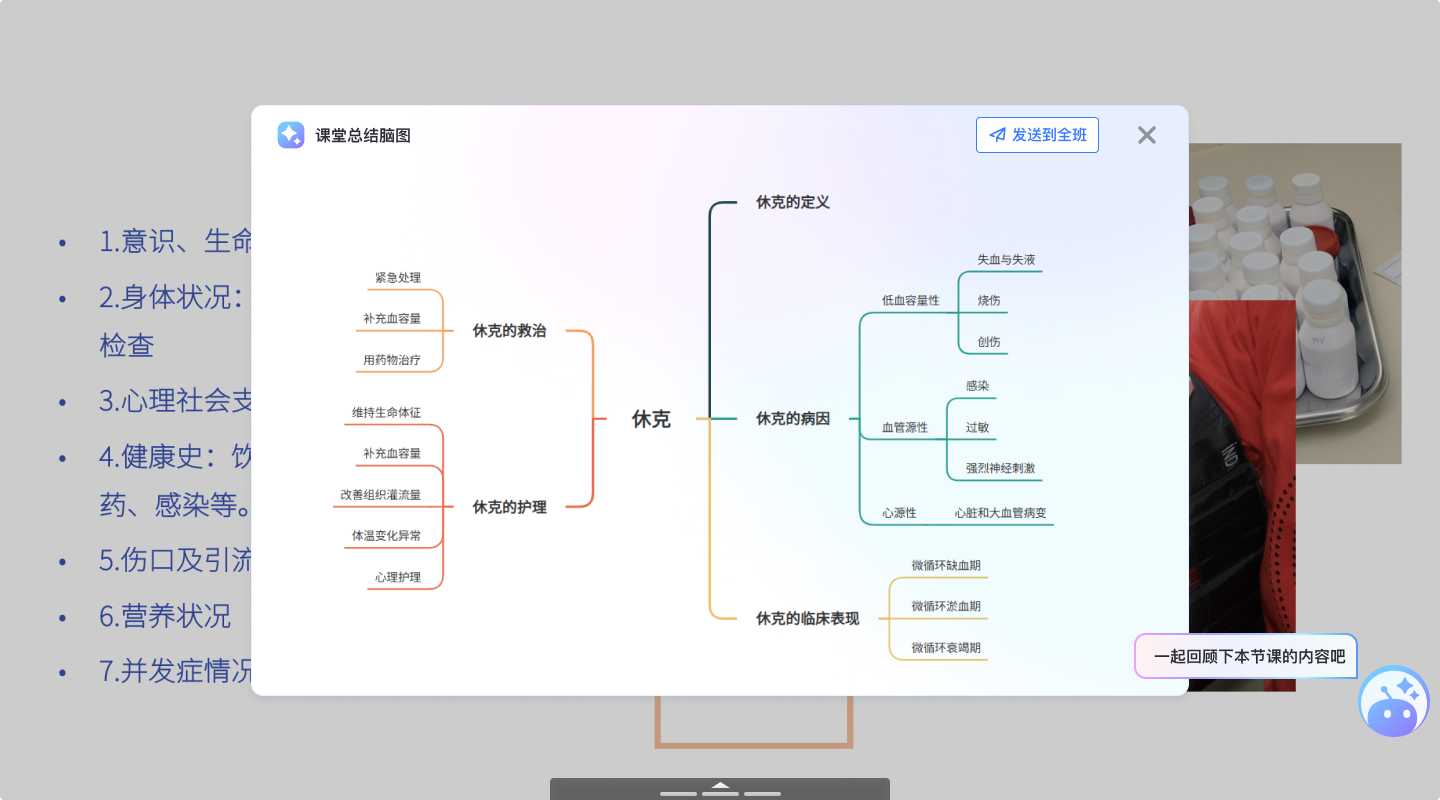 课堂总结脑图
发送到全班
休克的定义
紧急处理
补充血容量
用药物治疗
休克的救治
维持生命体征
补充血容量
改善组织灌流量
体温变化异常
心理护理
休克的护理
休克
休克的病因
低血容量性
失血与失液
烧伤
创伤
血管源性
感染
过敏
强烈神经刺激
心源性
心脏和大血管病变
休克的临床表现
微循环缺血期
微循环淤血期
微循环衰竭期
1.意识、生命
2.身体状况：
检查
3.心理社会支
4.健康史：饮
药、感染等。
5.伤口及引流
6.营养状况
7.并发症情况
一起回顾下本节课的内容吧